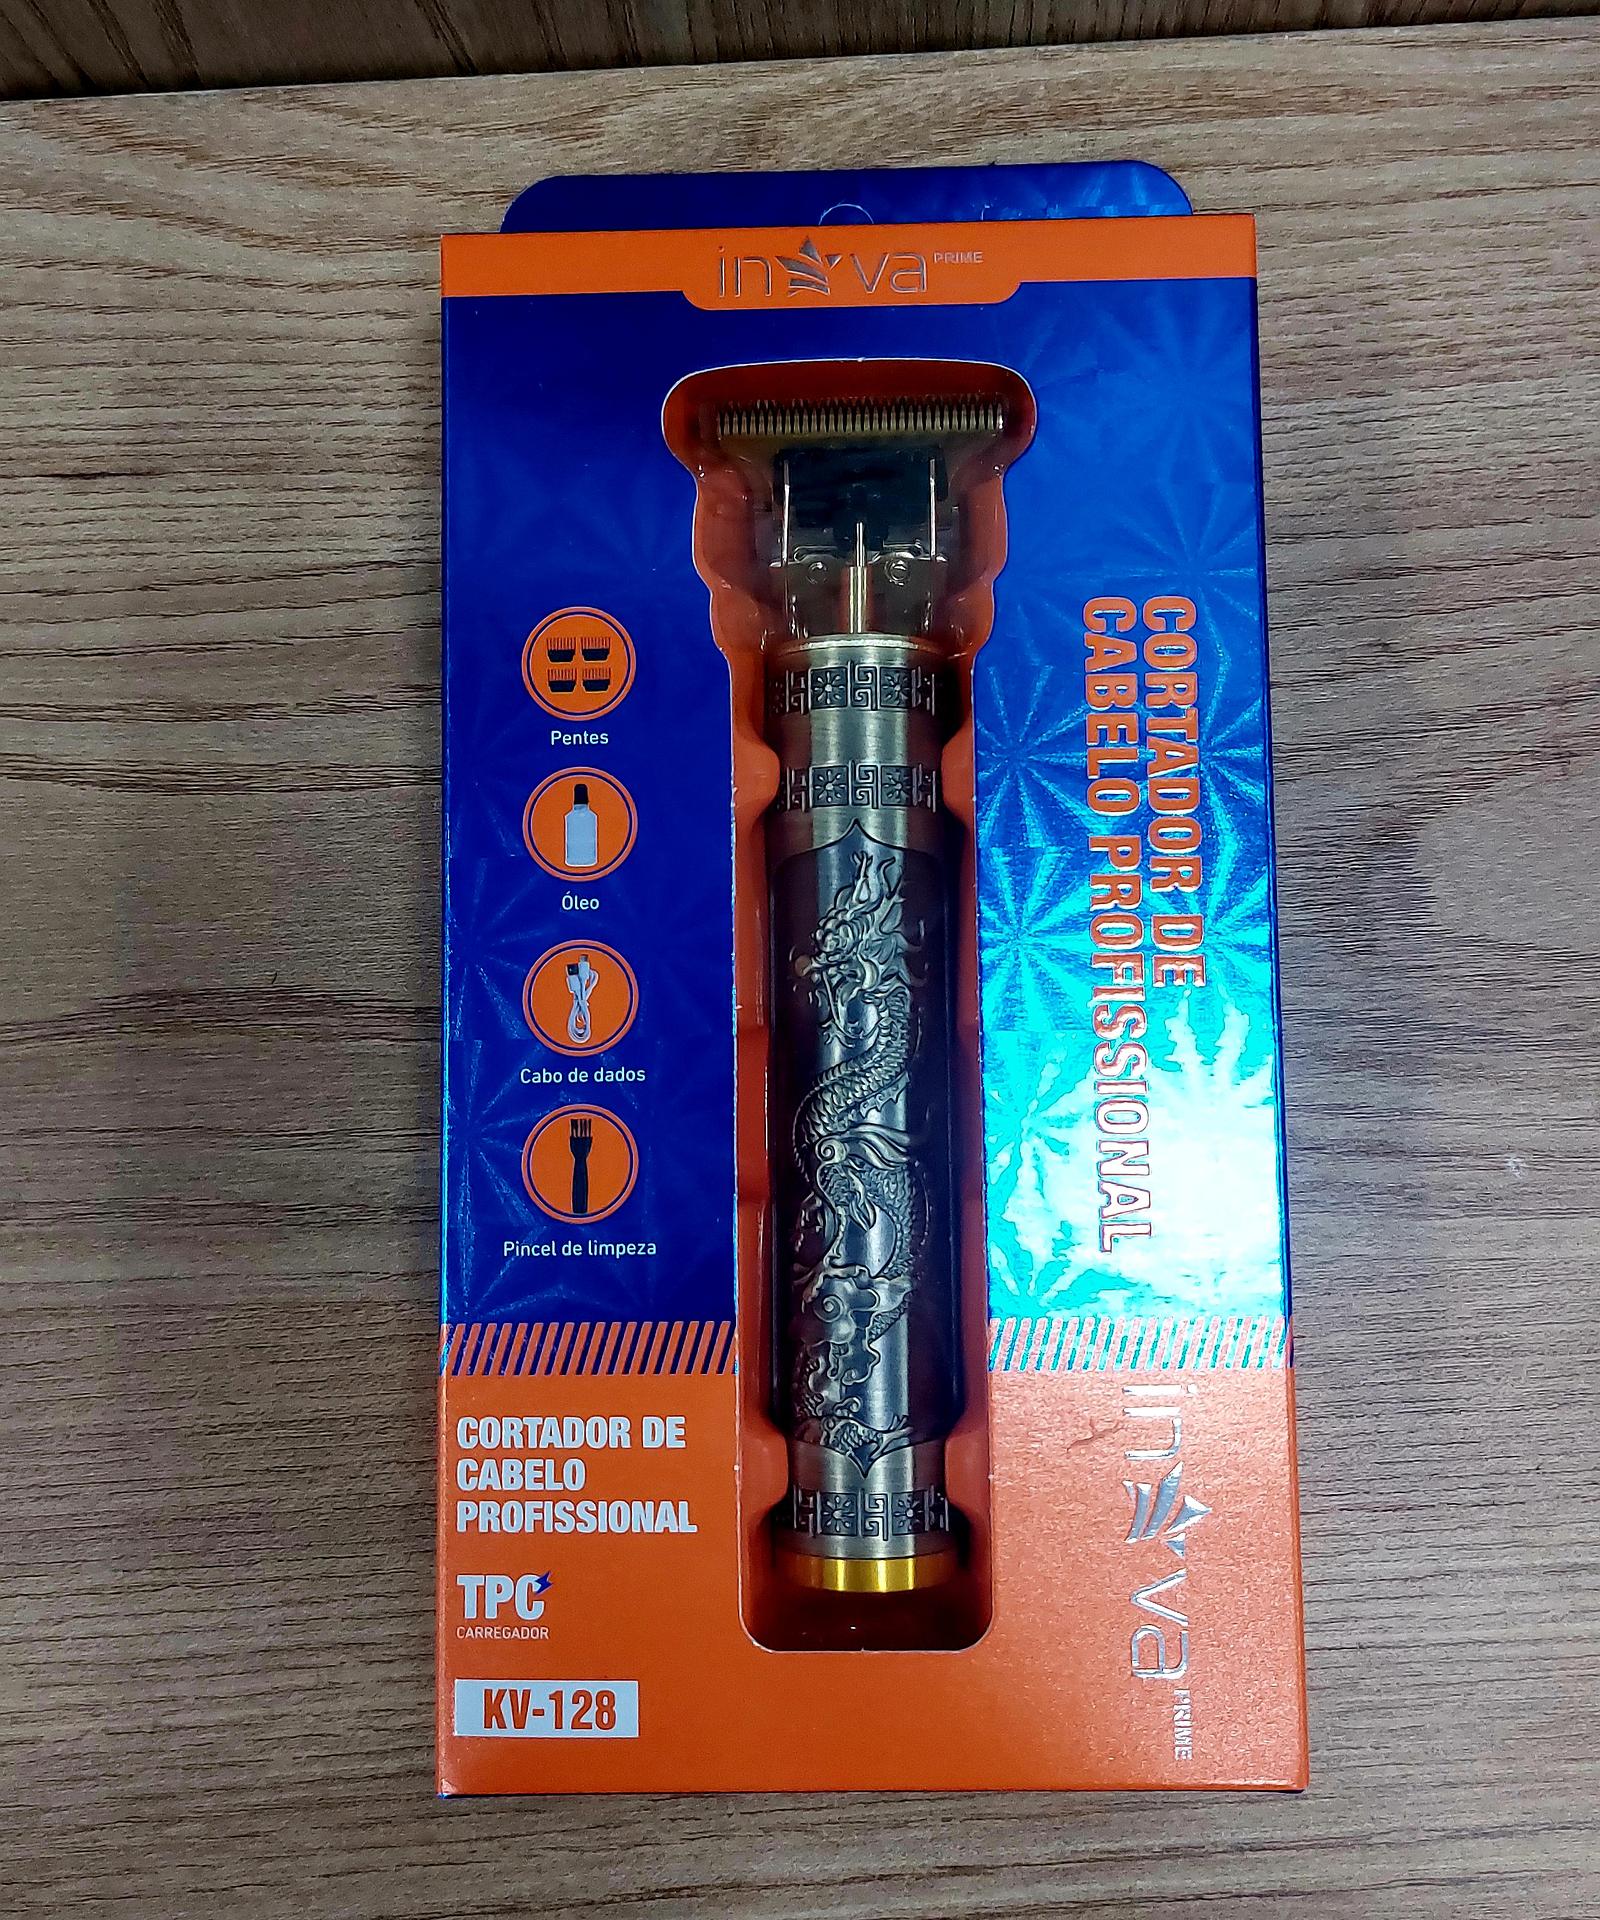 inova PRIME
Pentes
Óleo
Cabo de dados
Pincel de limpeza
CORTADOR DE
CABELO PROFISSIONAL
CORTADOR DE
CABELO
PROFISSIONAL
TPC
CARREGADOR
KV-128
inova PRIME